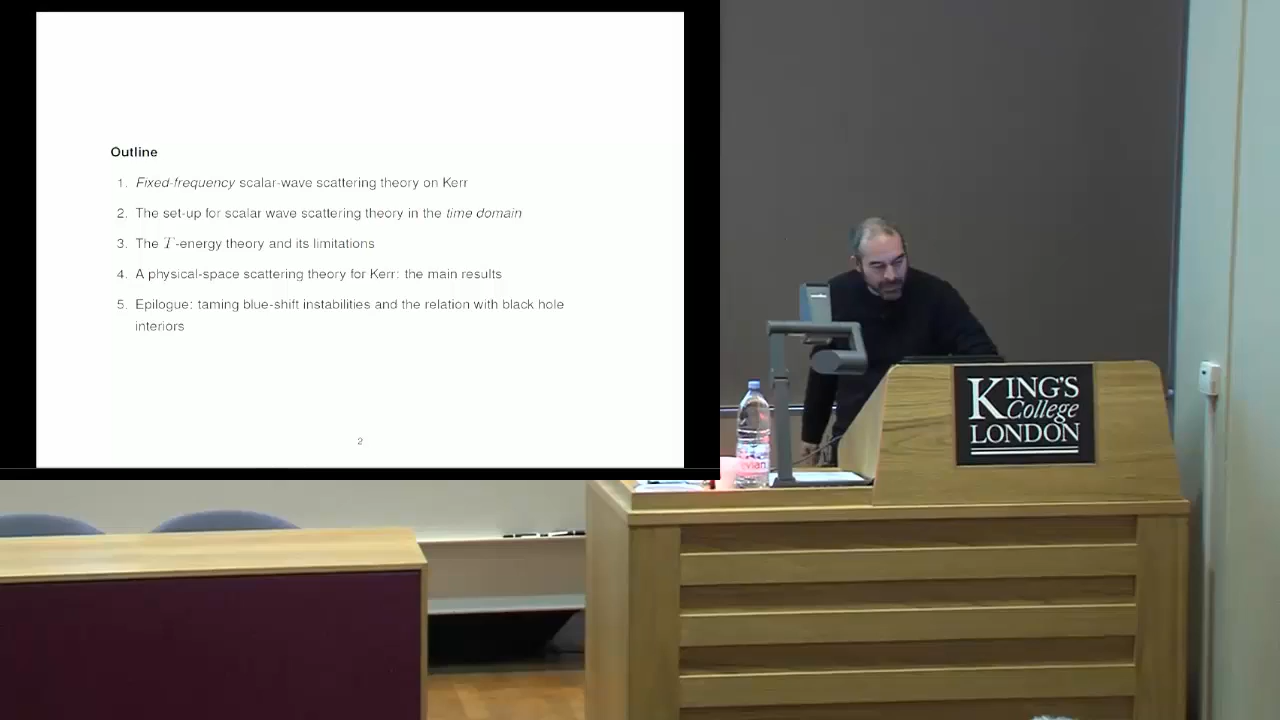 Outline
1. Fixed-frequency scalar-wave scattering theory on Kerr
2. The set-up for scalar wave scattering theory in the time domain
3. The T-energy theory and its limitations
4. A physical-space scattering theory for Kerr: the main results
5. Epilogue: taming blue-shift instabilities and the relation with black hole
interiors
2
KING'S
College
LONDON
evian